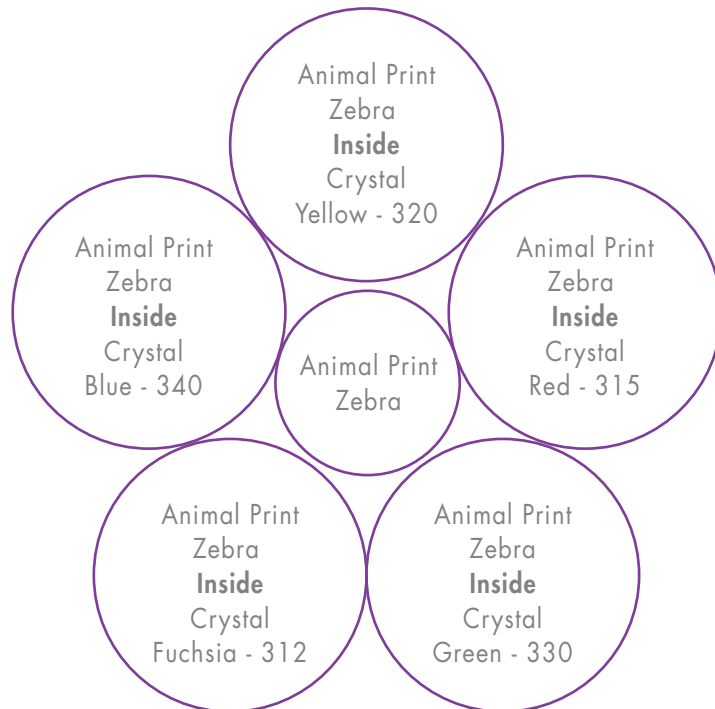 Animal Print
Zebra
Inside
Crystal
Yellow - 320
Animal Print
Zebra
Inside
Crystal
Blue - 340
Animal Print
Zebra
Inside
Crystal
Red - 315
Animal Print
Zebra
Animal Print
Zebra
Inside
Crystal
Fuchsia - 312
Animal Print
Zebra
Inside
Crystal
Green - 330